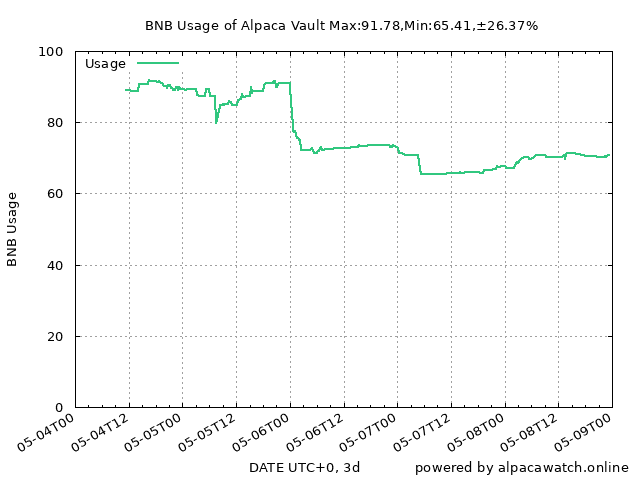 BNB Usage of Alpaca Vault Max:91.78,Min:65.41,±26.37%
100
Usage
80
60
BNB Usage
40
20
0
05-04T00
05-04T12
05-05T00
05-05T12
05-06T00
05-06T12
05-07T00
05-07T12
05-08T00
05-08T12
05-09T00
DATE UTC+0, 3d
powered by alpacawatch.online